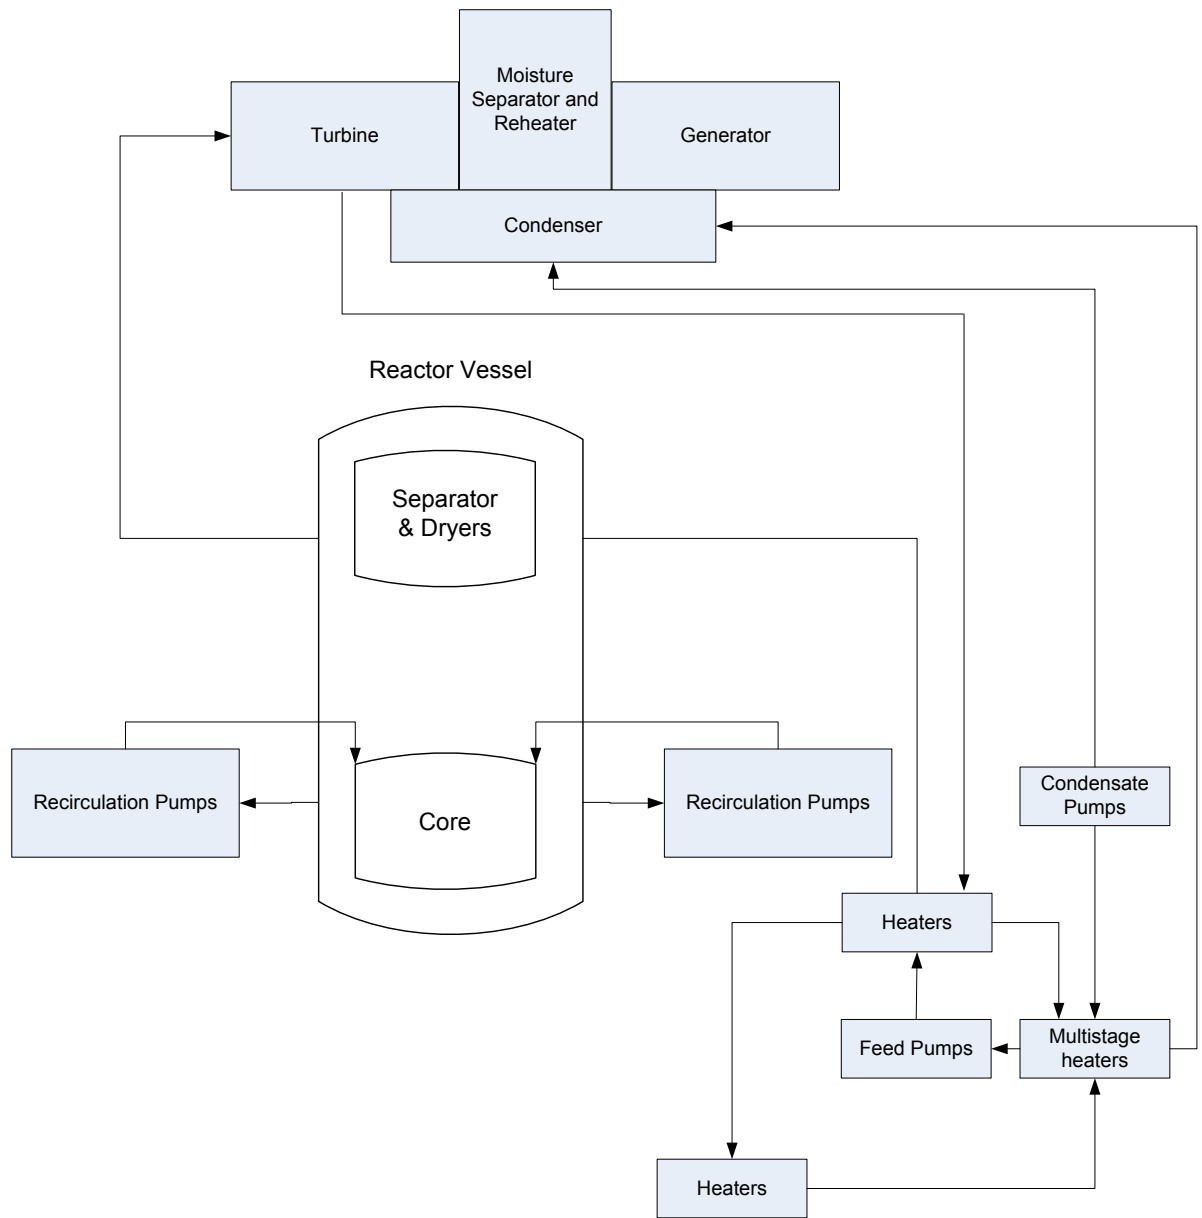 Moisture
Separator and
Reheater
Turbine
Generator
Condenser
Reactor Vessel
Separator
& Dryers
Recirculation Pumps
Core
Recirculation Pumps
Condensate
Pumps
Heaters
Feed Pumps
Multistage
heaters
Heaters